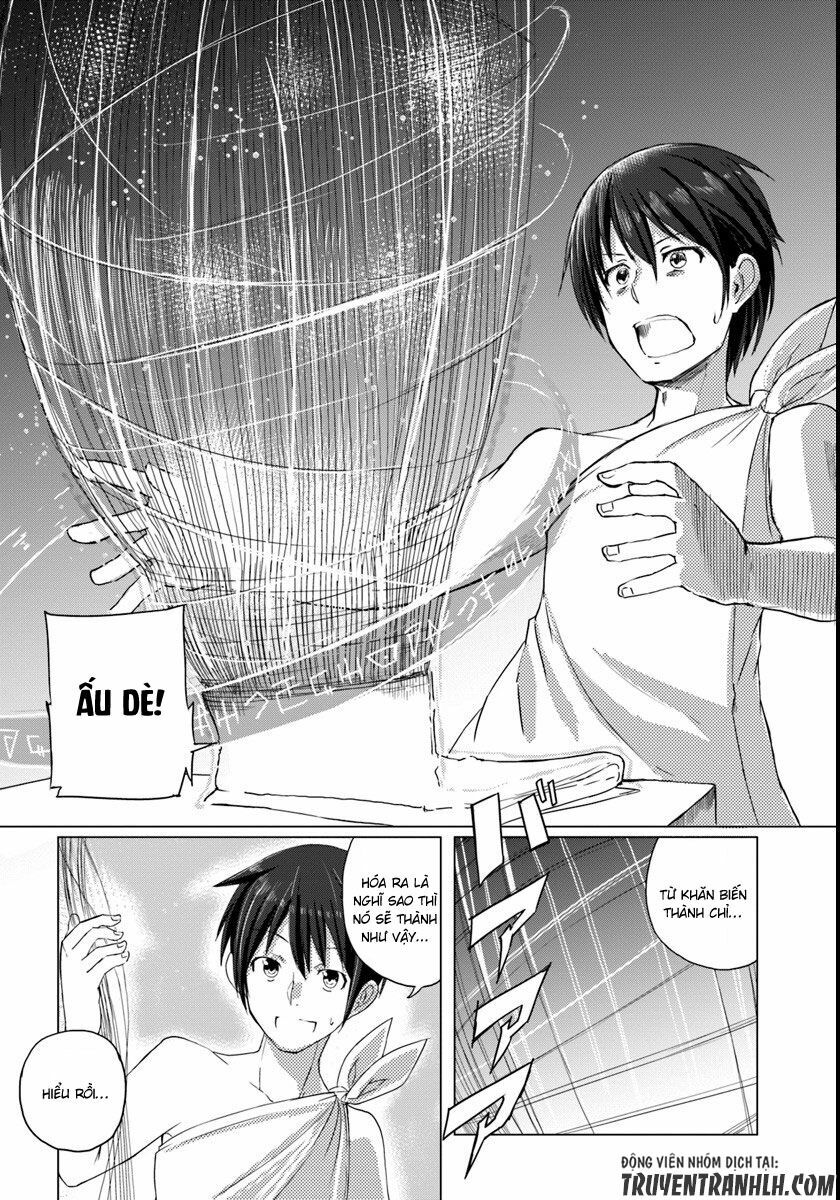 ẤU DÈ!
TỪ KHĂN BIẾN
THÀNH CHỈ...
HÓA RA LÀ
NGHĨ SAO THÌ
NÓ SẼ THÀNH
NHƯ VẬY...
HIỂU RỒI...
ĐỘNG VIÊN NHÓM DỊCH TẠI:
TRUYENTRANHLH.COM